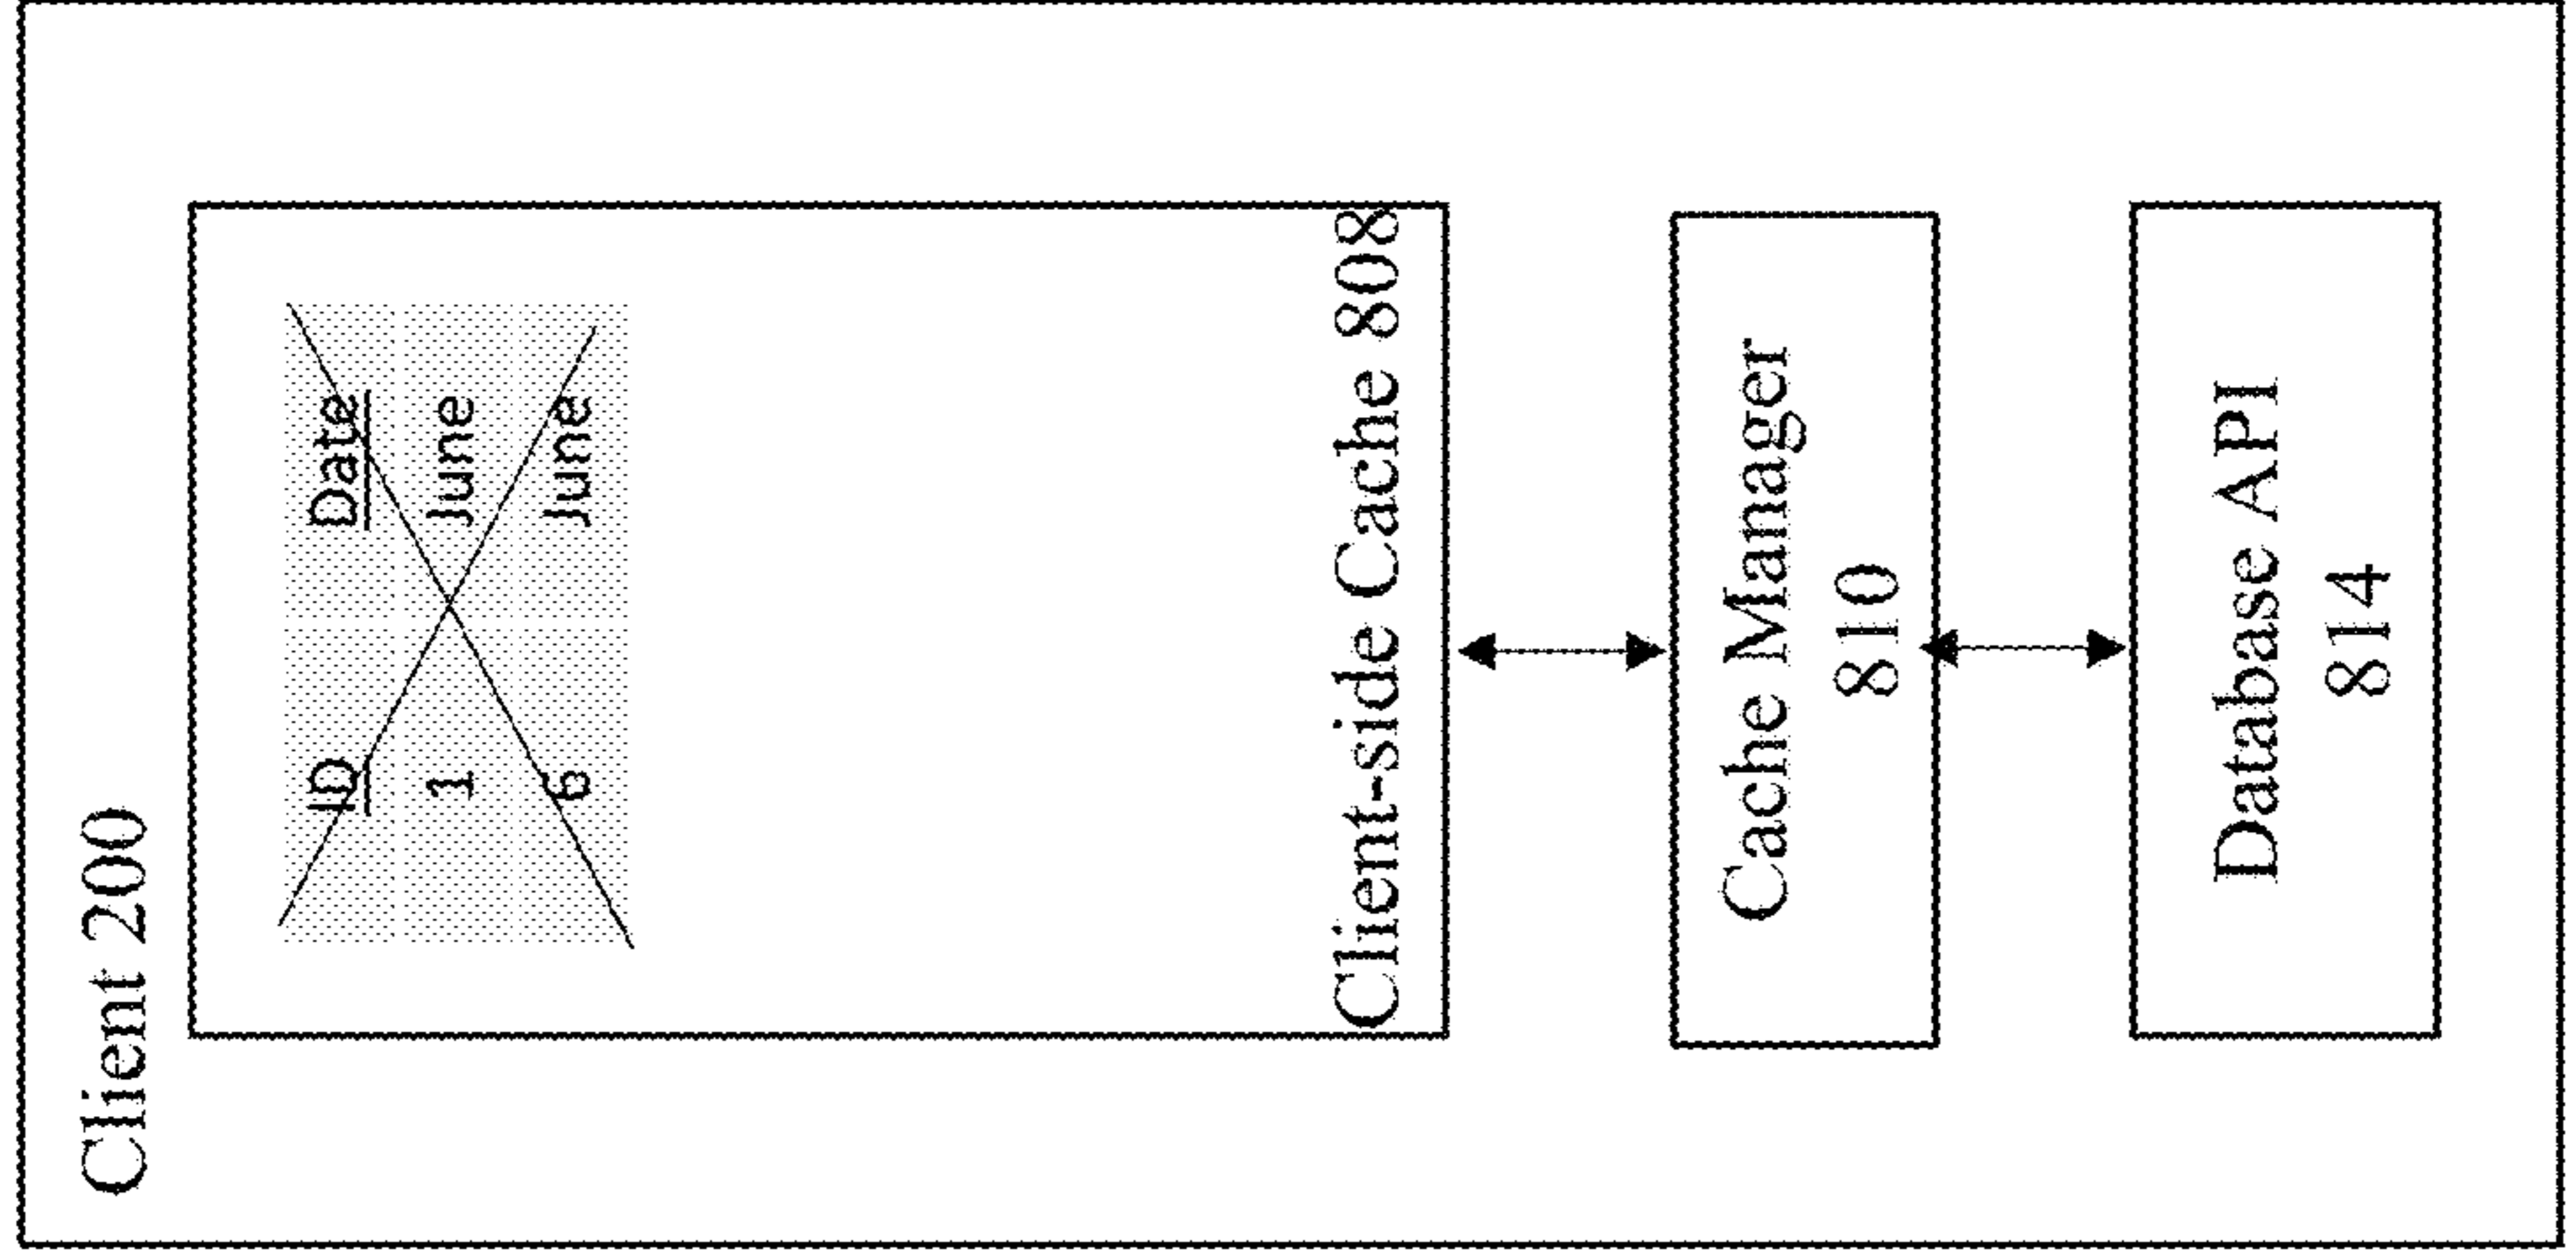 Client 200
ID Date
1 June
6 June
Client-side Cache 808
Cache Manager
810
Database API
814